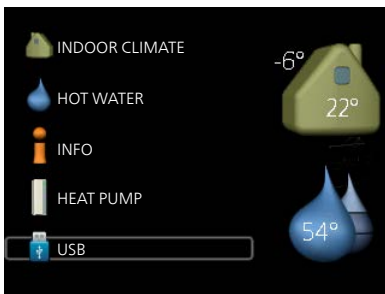 INDOOR CLIMATE
-6°
22°
HOT WATER
INFO
HEAT PUMP
54°
USB